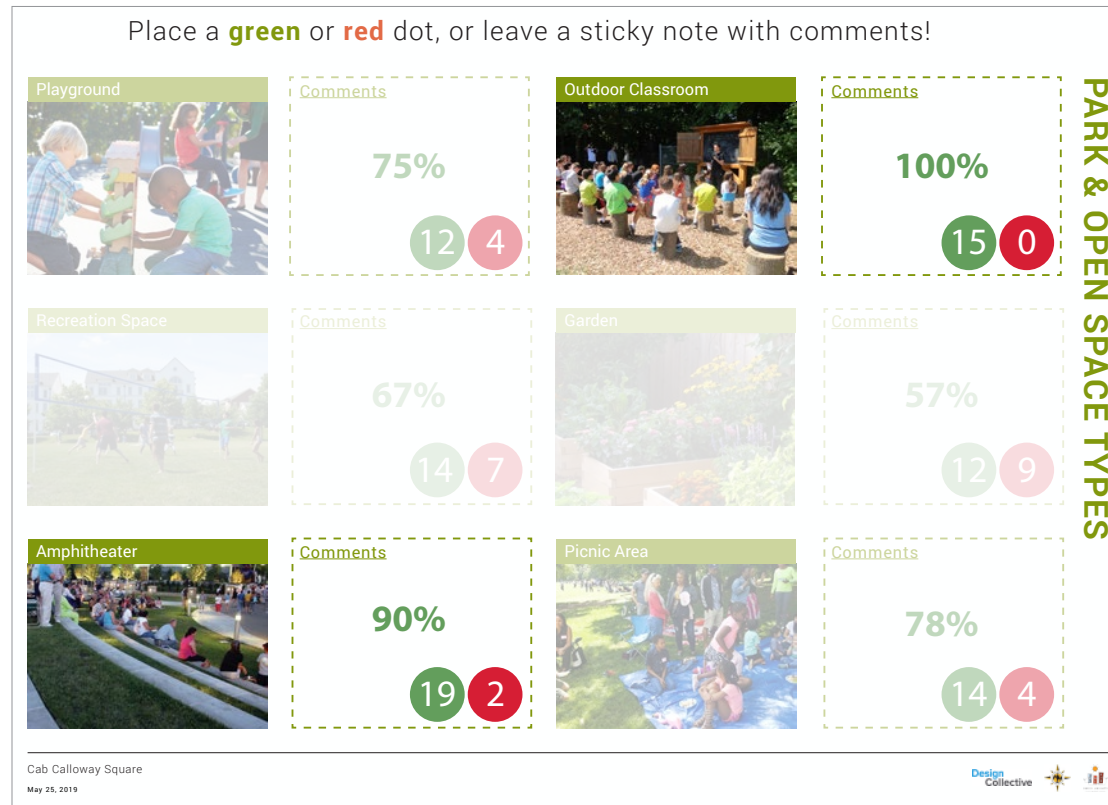 Place a green or red dot, or leave a sticky note with comments!
Playground
Comments
75%
12 4
Outdoor Classroom
Comments
100%
15 0
Recreation Space
Comments
67%
14 7
Garden
Comments
57%
12 9
Amphitheater
Comments
90%
19 2
Picnic Area
Comments
78%
14 4
PARK & OPEN SPACE TYPES
Cab Calloway Square
May 25, 2019
Design
Collective